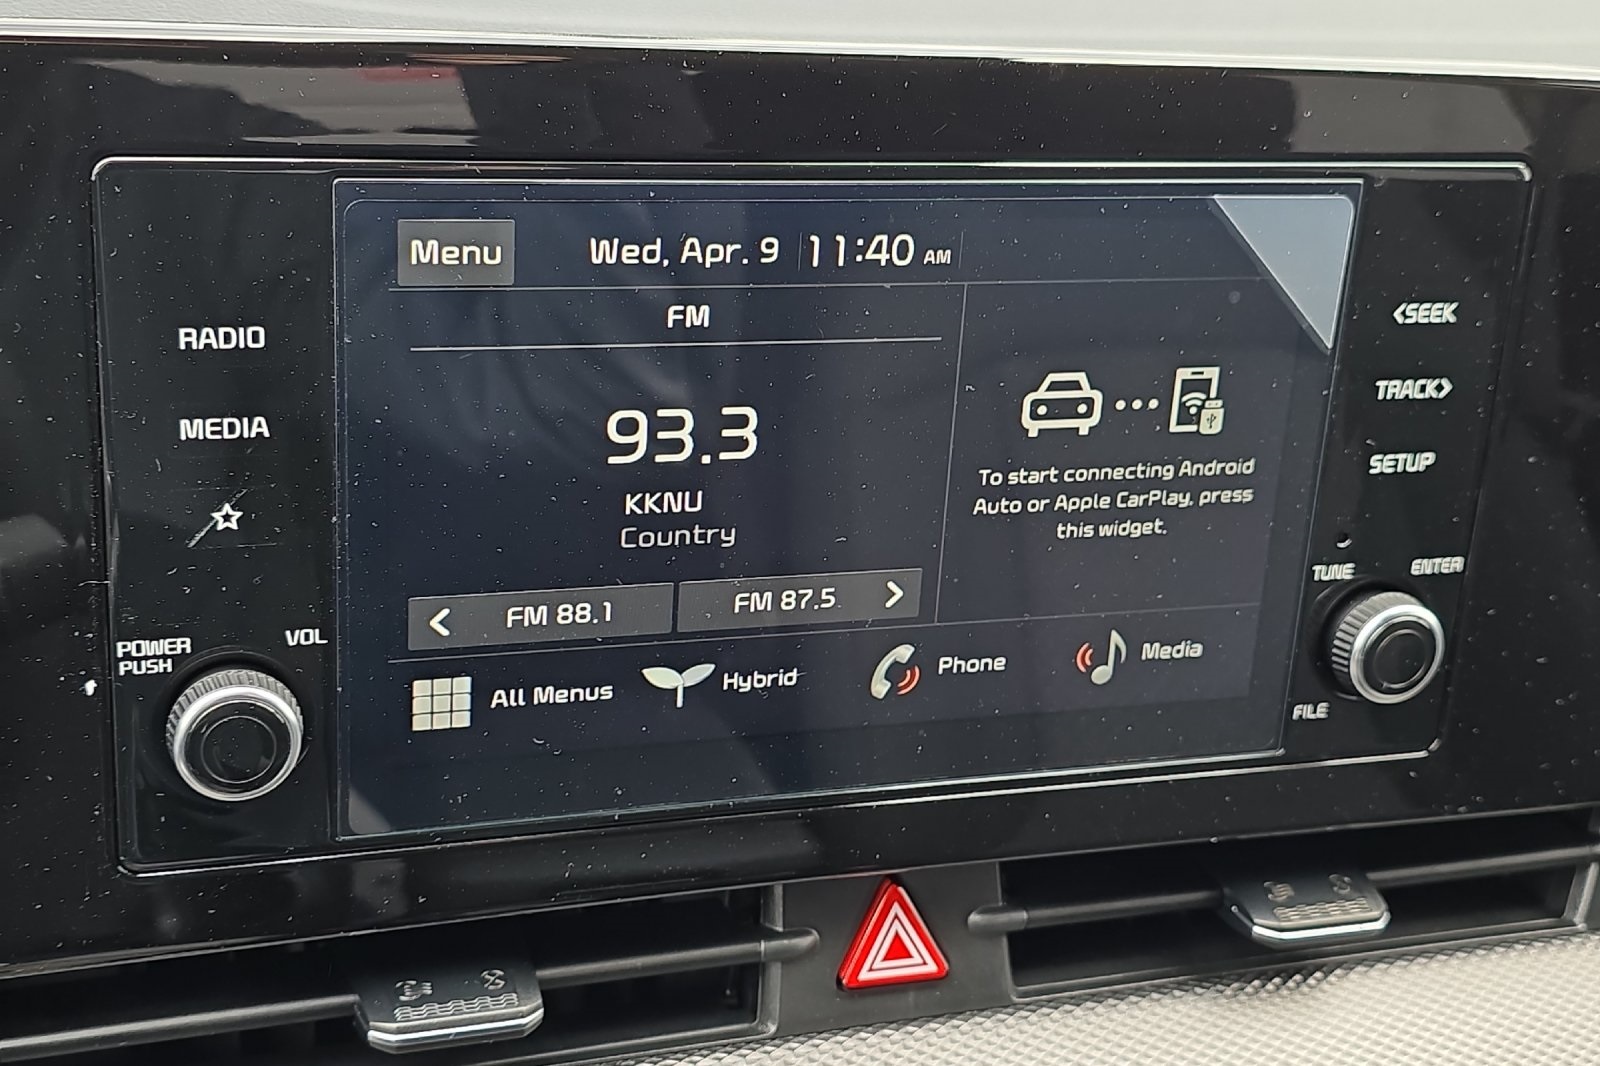 Menu
Wed, Apr. 9
11:40 AM
FM
93.3
KKNU
Country
< FM 88.1
FM 87.5 >
To start connecting Android
Auto or Apple CarPlay, press
this widget.
All Menus
Hybrid
Phone
Media
RADIO
MEDIA
POWER
PUSH
VOL
<SEEK
TRACK>
SETUP
TUNE
ENTER
FILE